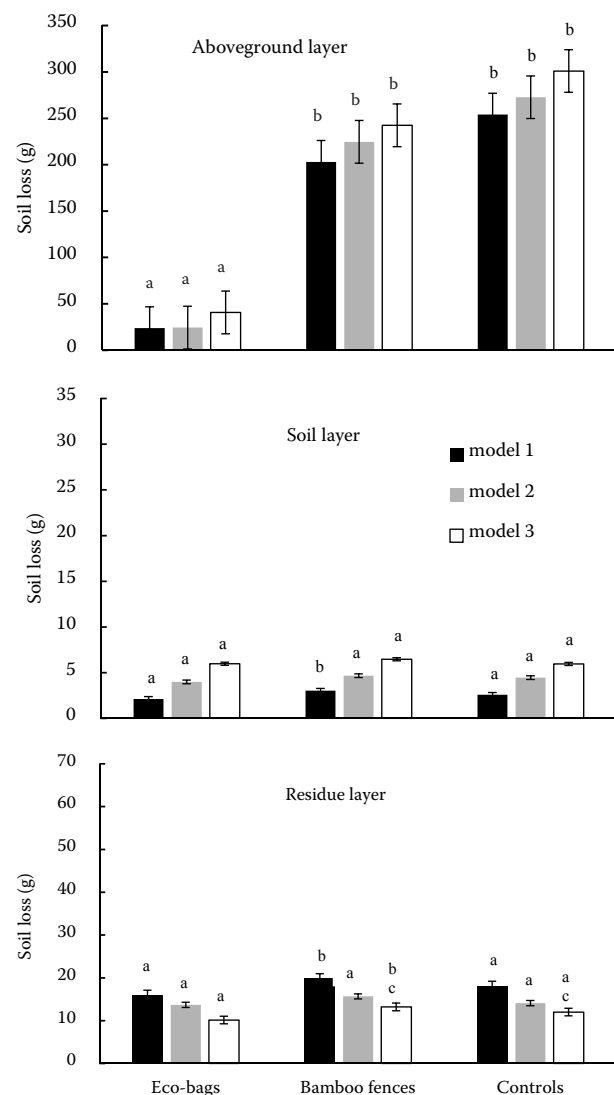 Aboveground layer
Soil loss (g)
350
300
250
200
150
100
50
0
a a a
b b b
b b b
Soil layer
Soil loss (g)
35
30
25
20
15
10
5
0
model 1
model 2
model 3
a a a
b a a
a a a
Residue layer
Soil loss (g)
70
60
50
40
30
20
10
0
a a a
b a b
c
a a a
c
Eco-bags Bamboo fences Controls